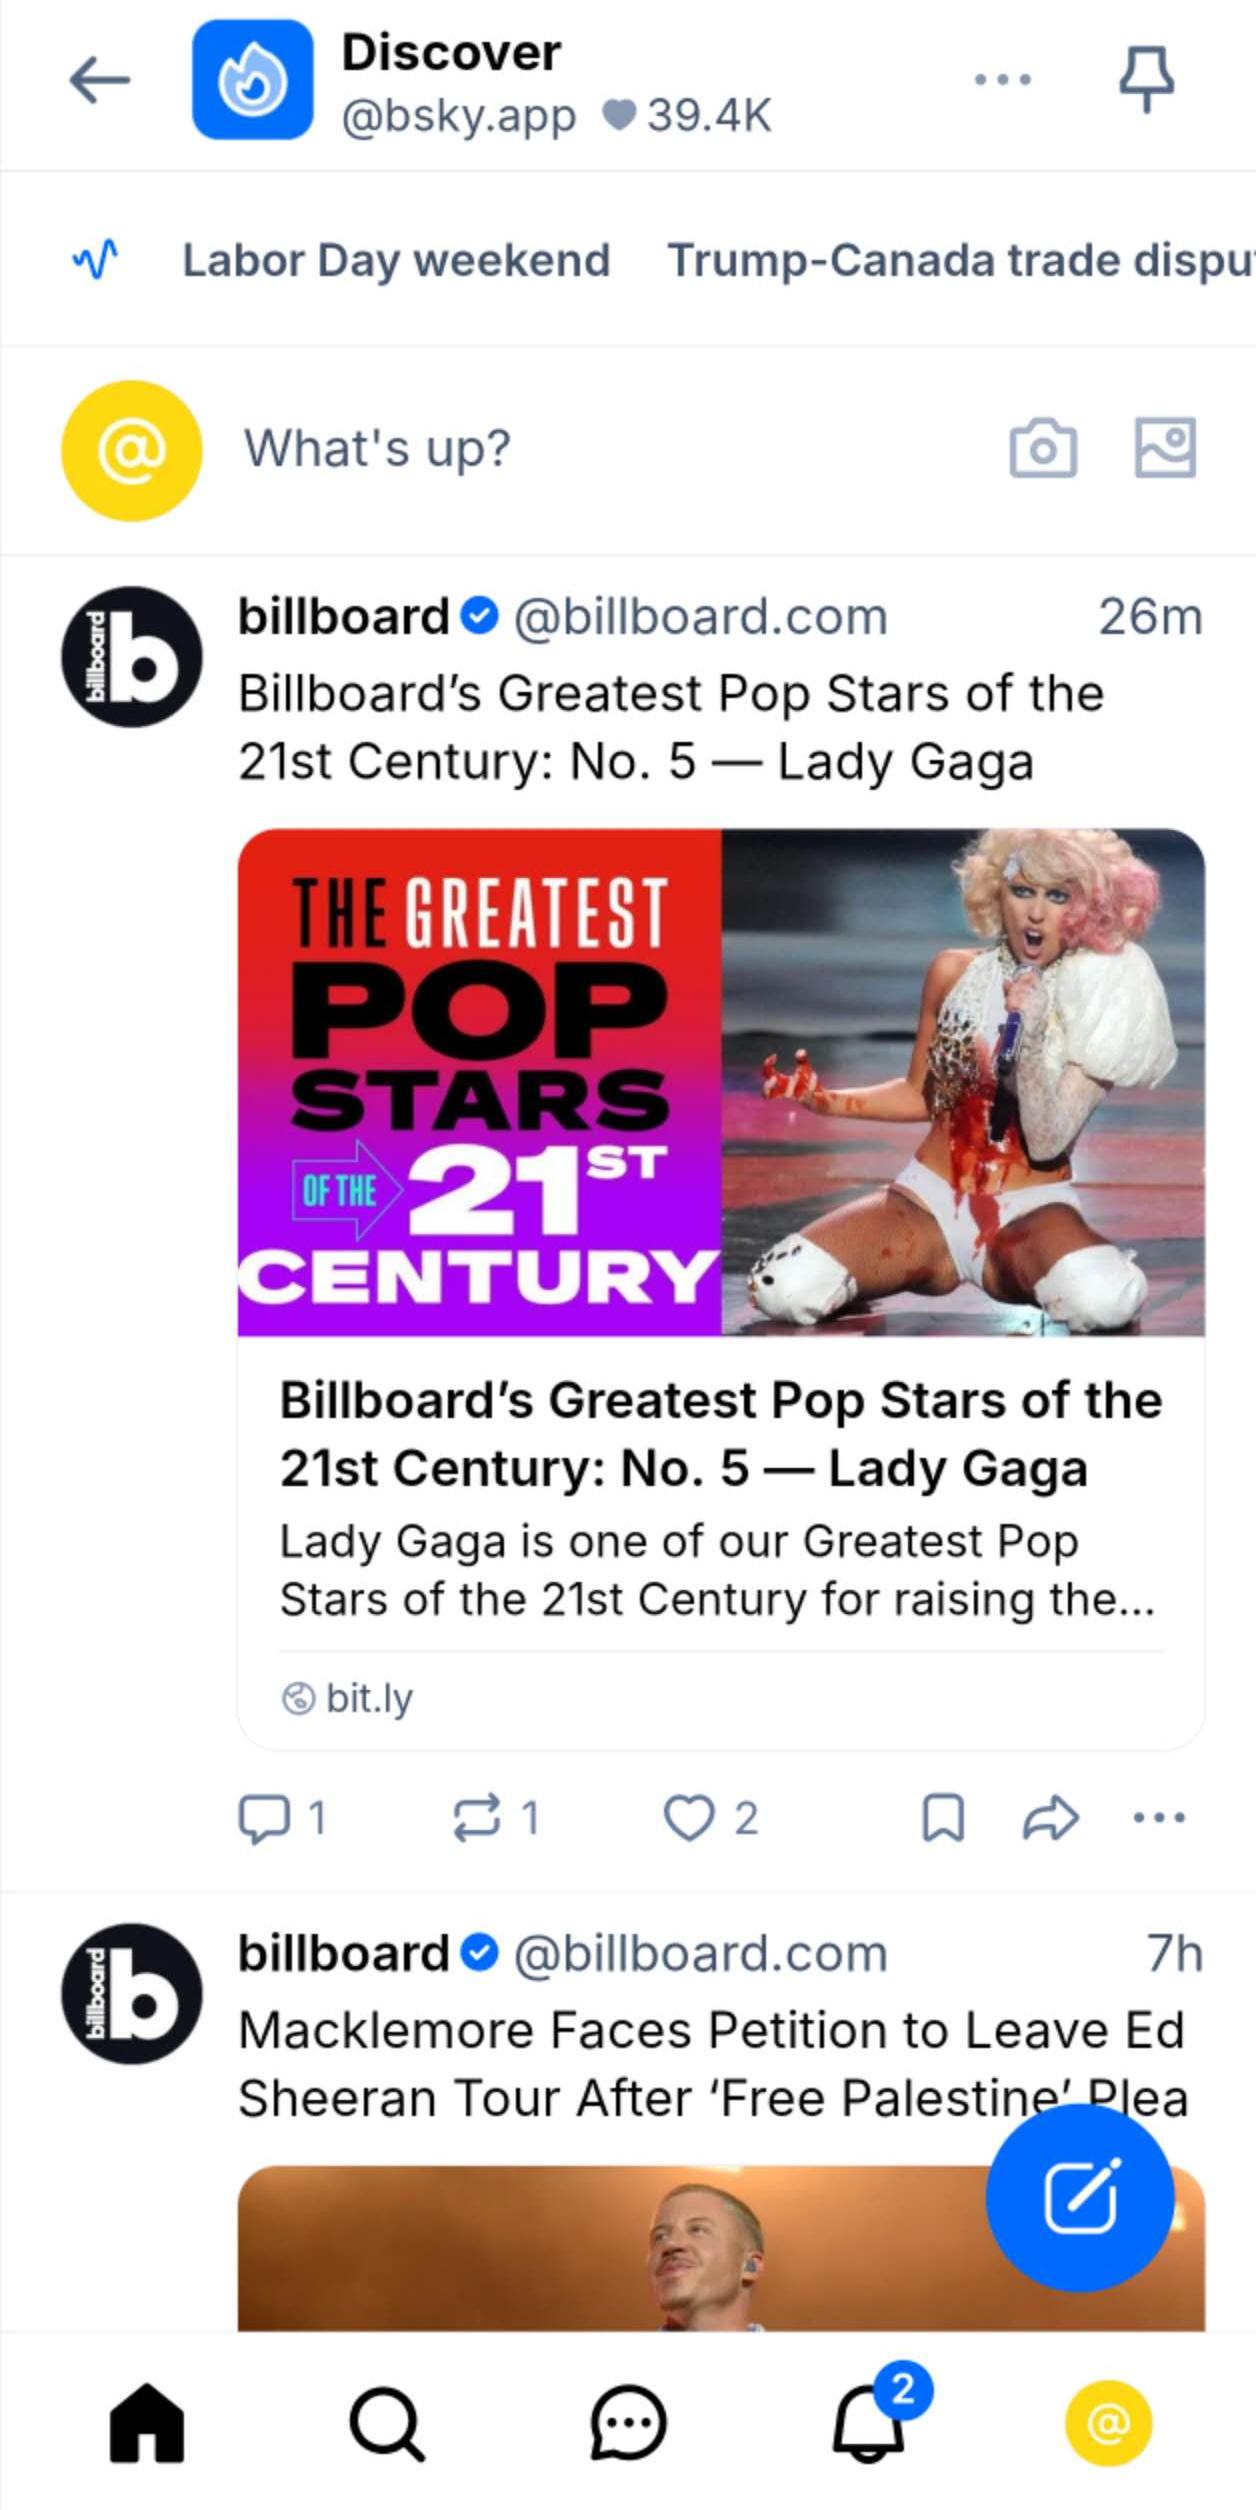 Discover
@bsky.app 39.4K
Labor Day weekend Trump-Canada trade disput
@ What's up?
billboard @billboard.com 26m
billboard b
Billboard’s Greatest Pop Stars of the
21st Century: No. 5 — Lady Gaga
THE GREATEST
POP
STARS
OF THE 21ST
CENTURY
Billboard’s Greatest Pop Stars of the
21st Century: No. 5 — Lady Gaga
Lady Gaga is one of our Greatest Pop
Stars of the 21st Century for raising the...
bit.ly
1 1 2
billboard @billboard.com 7h
billboard b
Macklemore Faces Petition to Leave Ed
Sheeran Tour After ‘Free Palestine’ Plea
2
@